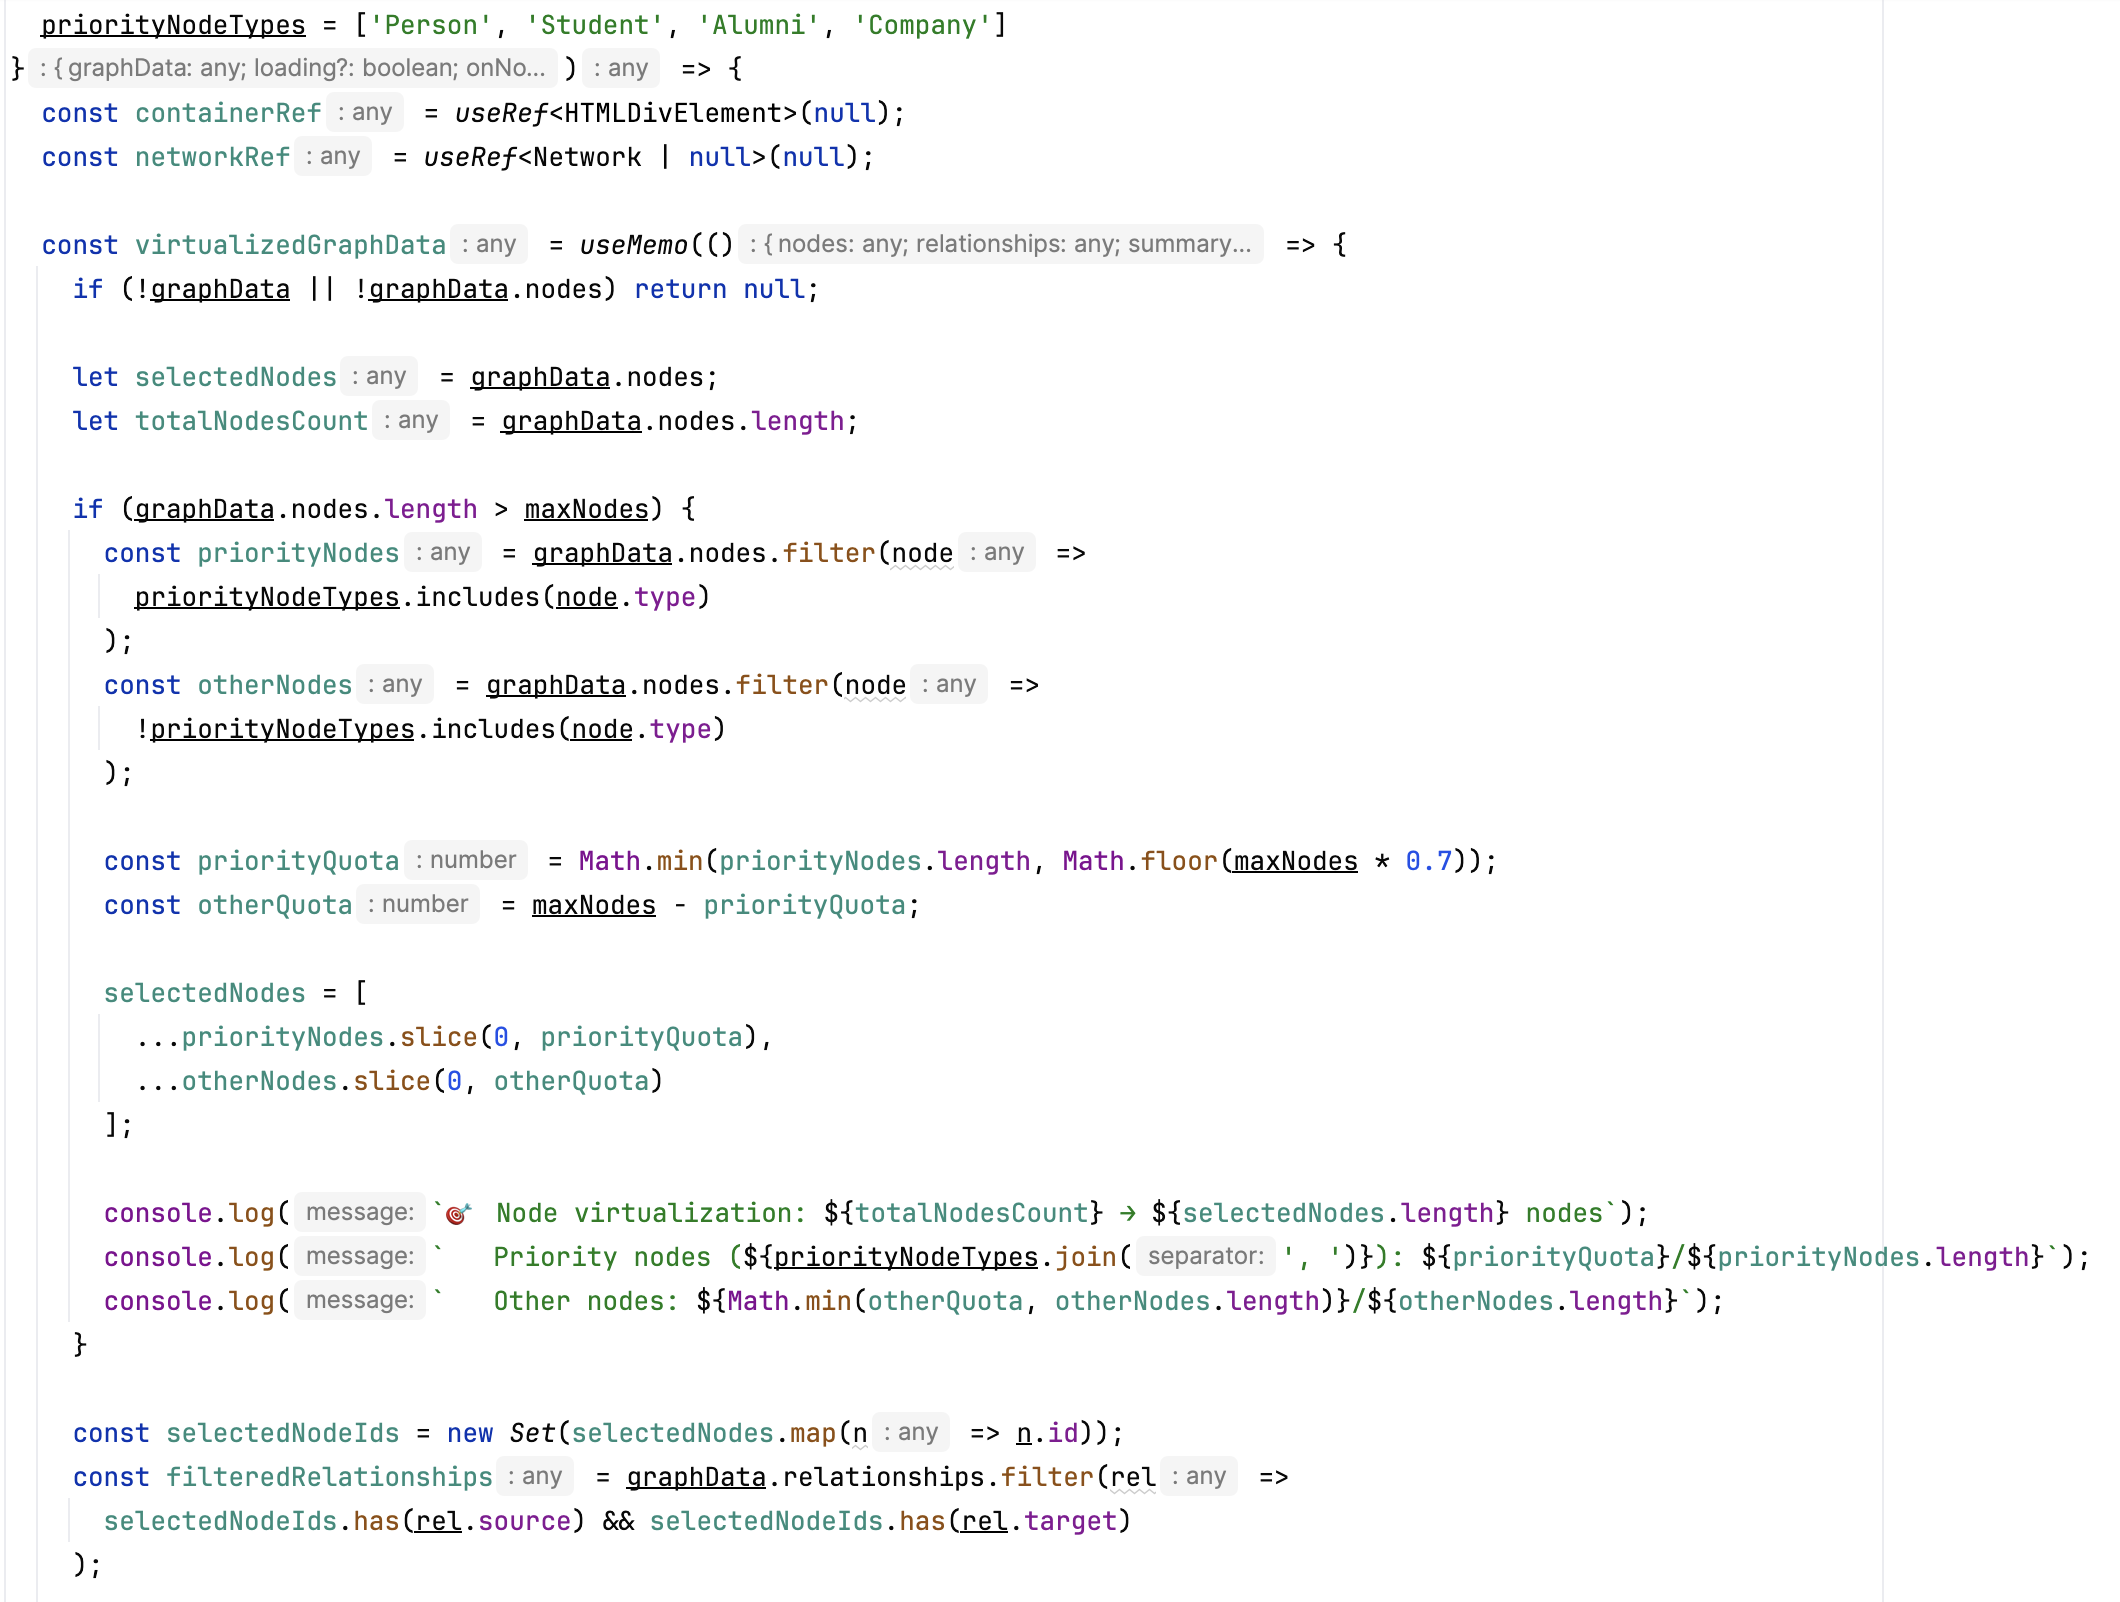 priorityNodeTypes = ['Person', 'Student', 'Alumni', 'Company']
} : { graphData: any; loading?: boolean; onNo... ) : any => {
const containerRef : any = useRef<HTMLDivElement>(null);
const networkRef : any = useRef<Network | null>(null);
const virtualizedGraphData : any = useMemo(() : { nodes: any; relationships: any; summary... => {
if (!graphData || !graphData.nodes) return null;
let selectedNodes : any = graphData.nodes;
let totalNodesCount : any = graphData.nodes.length;
if (graphData.nodes.length > maxNodes) {
const priorityNodes : any = graphData.nodes.filter(node : any =>
priorityNodeTypes.includes(node.type)
);
const otherNodes : any = graphData.nodes.filter(node : any =>
!priorityNodeTypes.includes(node.type)
);
const priorityQuota : number = Math.min(priorityNodes.length, Math.floor(maxNodes * 0.7));
const otherQuota : number = maxNodes - priorityQuota;
selectedNodes = [
...priorityNodes.slice(0, priorityQuota),
...otherNodes.slice(0, otherQuota)
];
console.log( message: `🎯 Node virtualization: ${totalNodesCount} → ${selectedNodes.length} nodes`);
console.log( message: `   Priority nodes (${priorityNodeTypes.join( separator: ', ')}): ${priorityQuota}/${priorityNodes.length}`);
console.log( message: `   Other nodes: ${Math.min(otherQuota, otherNodes.length)}/${otherNodes.length}`);
}
const selectedNodeIds = new Set(selectedNodes.map(n : any => n.id));
const filteredRelationships : any = graphData.relationships.filter(rel : any =>
selectedNodeIds.has(rel.source) && selectedNodeIds.has(rel.target)
);